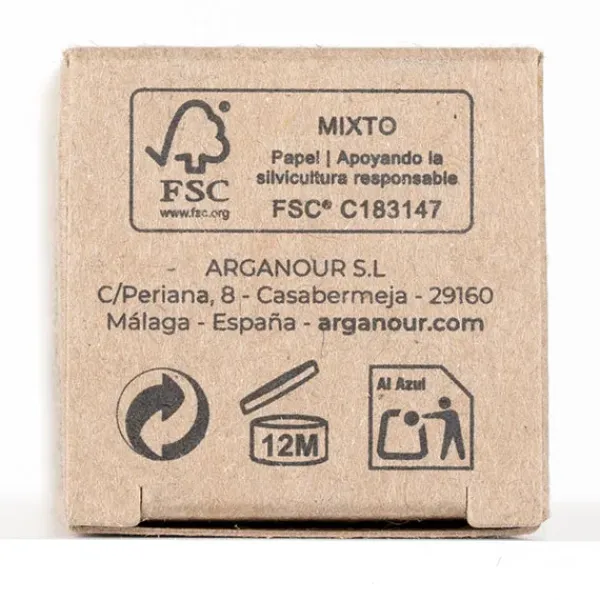 MIXTO
Papel | Apoyando la
silvicultura responsable
FSC® C183147
FSC
www.fsc.org
ARGANOUR S.L
C/Periana, 8 - Casabermeja - 29160
Málaga - España - arganour.com
12M
Al Azul